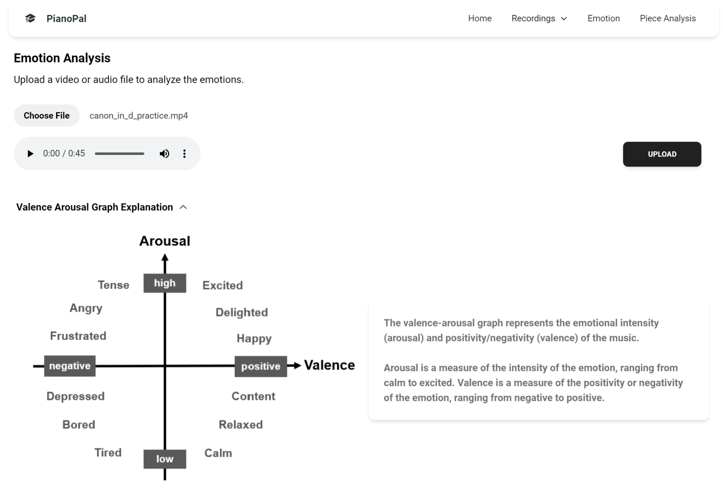 PianoPal
Home Recordings Emotion Piece Analysis
Emotion Analysis
Upload a video or audio file to analyze the emotions.
Choose File canon_in_d_practice.mp4
0:00 / 0:45
UPLOAD
Valence Arousal Graph Explanation
Arousal
high
Tense Excited
Angry Delighted
Frustrated Happy
negative positive Valence
Depressed Content
Bored Relaxed
Tired Calm
low
The valence-arousal graph represents the emotional intensity
(arousal) and positivity/negativity (valence) of the music.
Arousal is a measure of the intensity of the emotion, ranging from
calm to excited. Valence is a measure of the positivity or negativity
of the emotion, ranging from negative to positive.